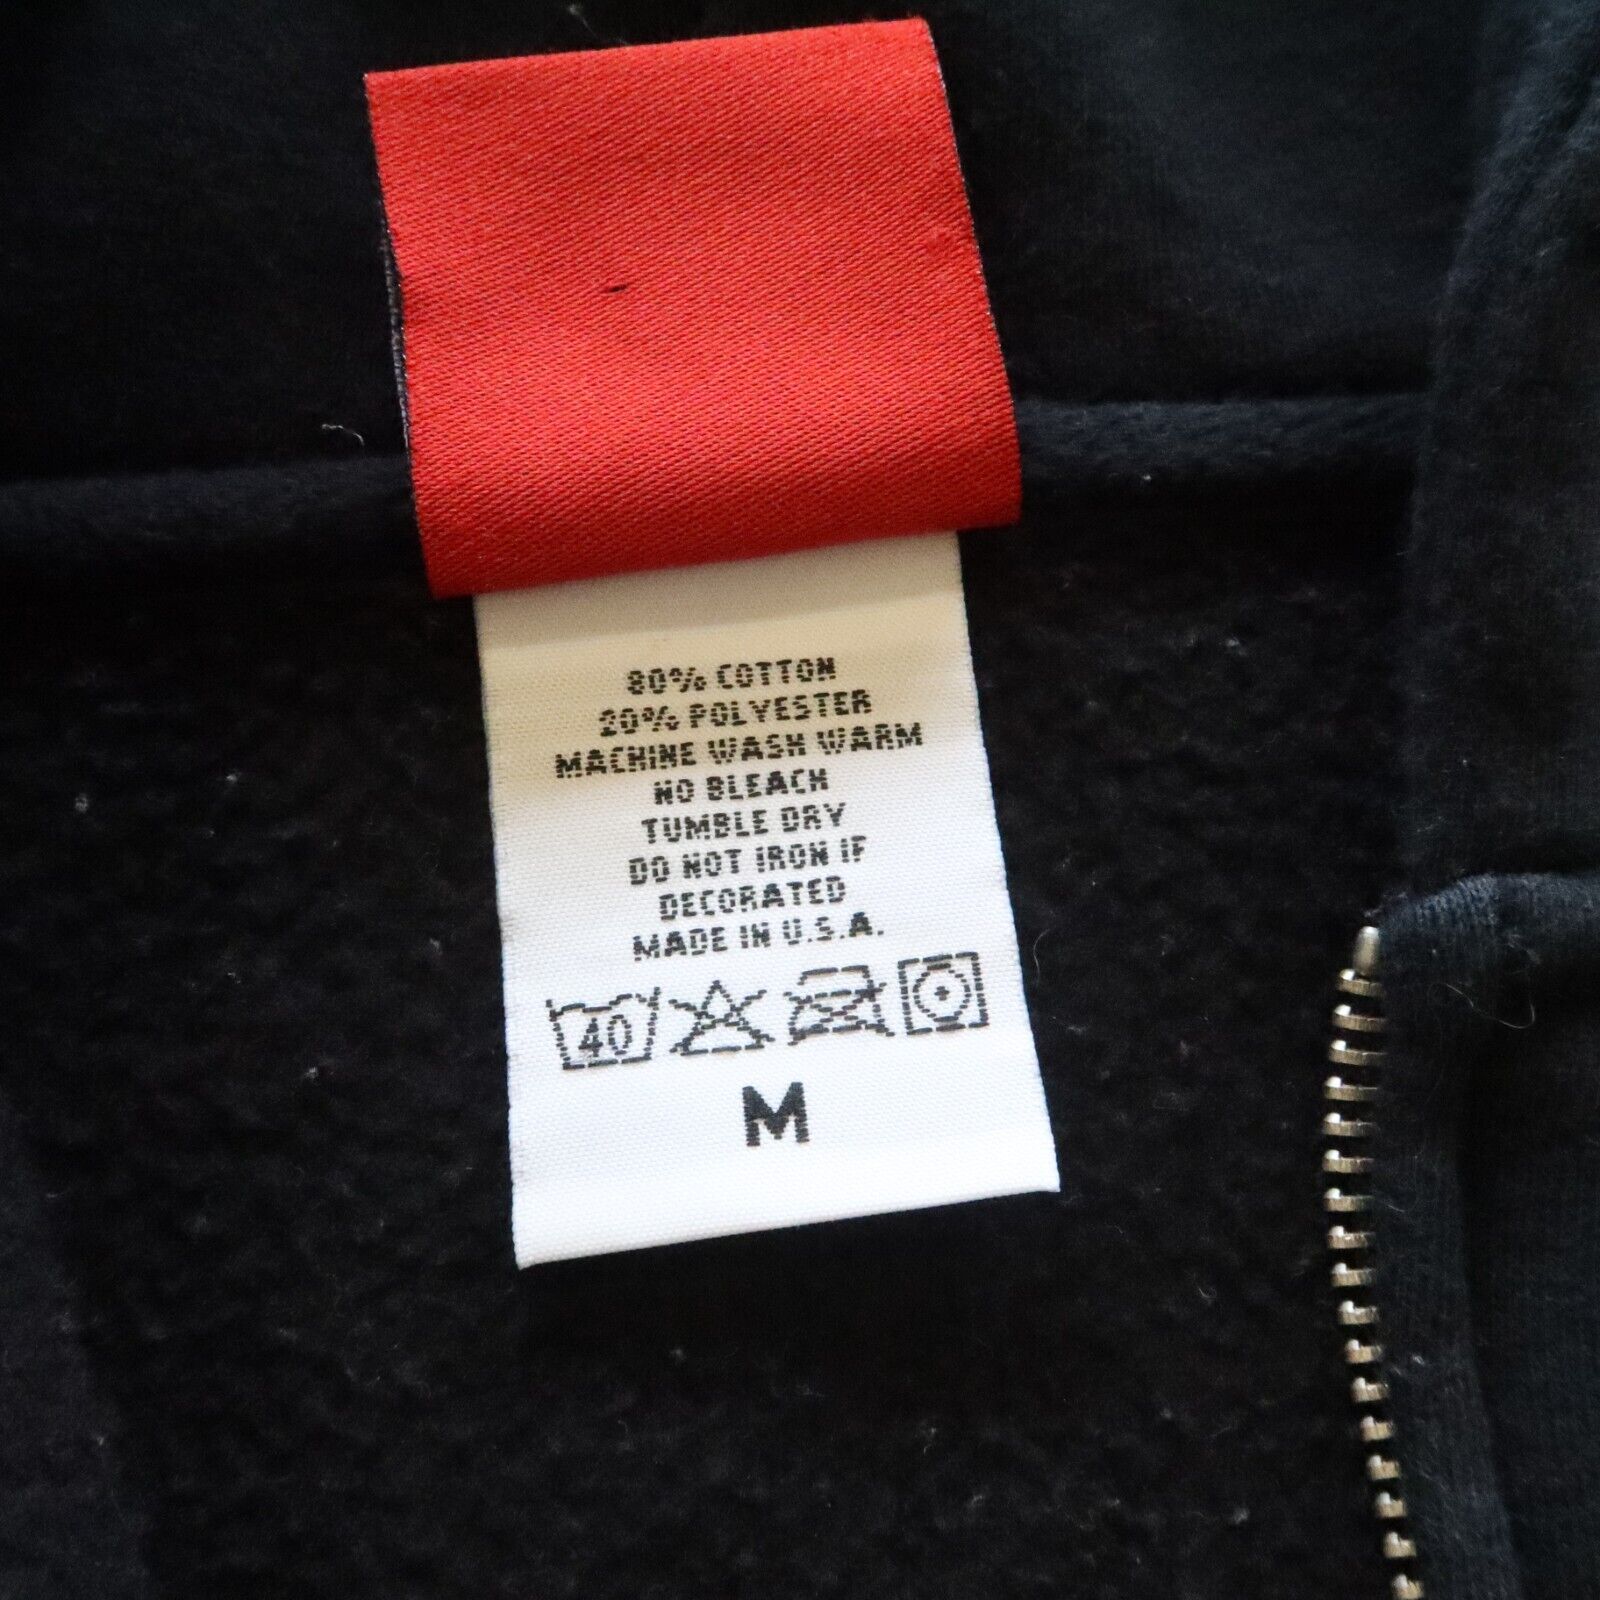 80% COTTON
20% POLYESTER
MACHINE WASH WARM
NO BLEACH
TUMBLE DRY
DO NOT IRON IF
DECORATED
MADE IN U.S.A.
40
M